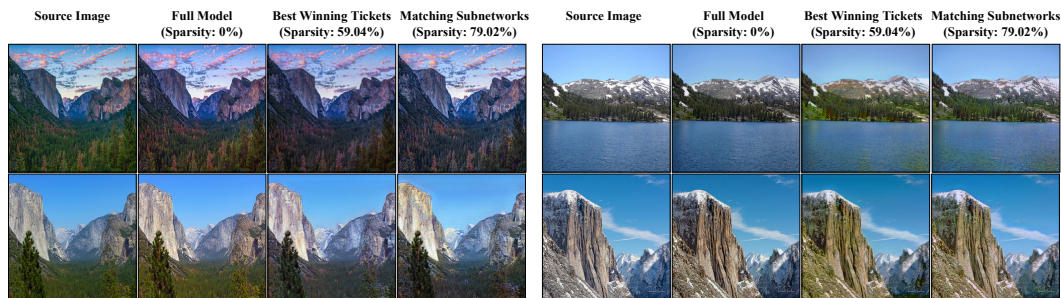 Source Image
Full Model
(Sparsity: 0%)
Best Winning Tickets
(Sparsity: 59.04%)
Matching Subnetworks
(Sparsity: 79.02%)
Source Image
Full Model
(Sparsity: 0%)
Best Winning Tickets
(Sparsity: 59.04%)
Matching Subnetworks
(Sparsity: 79.02%)